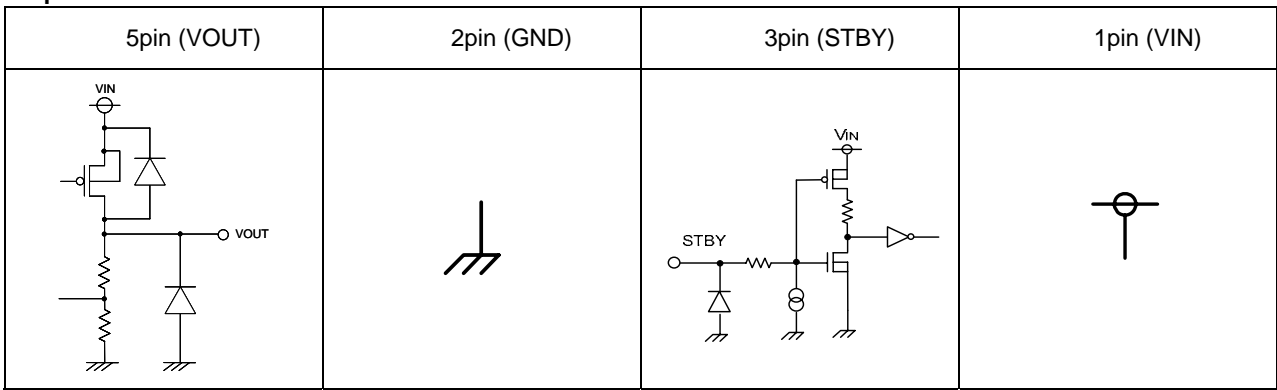 5pin (VOUT)
2pin (GND)
3pin (STBY)
1pin (VIN)
VIN
VOUT
VIN
STBY